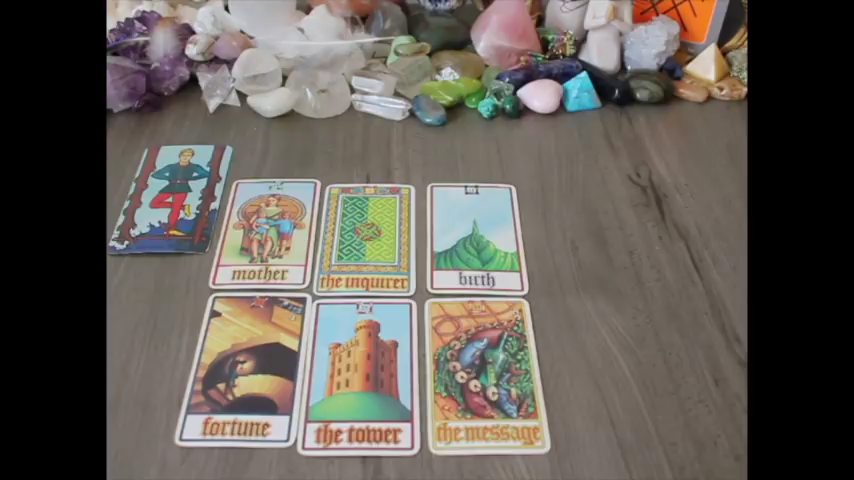 mother
the inquirer
birth
fortune
the tower
the message